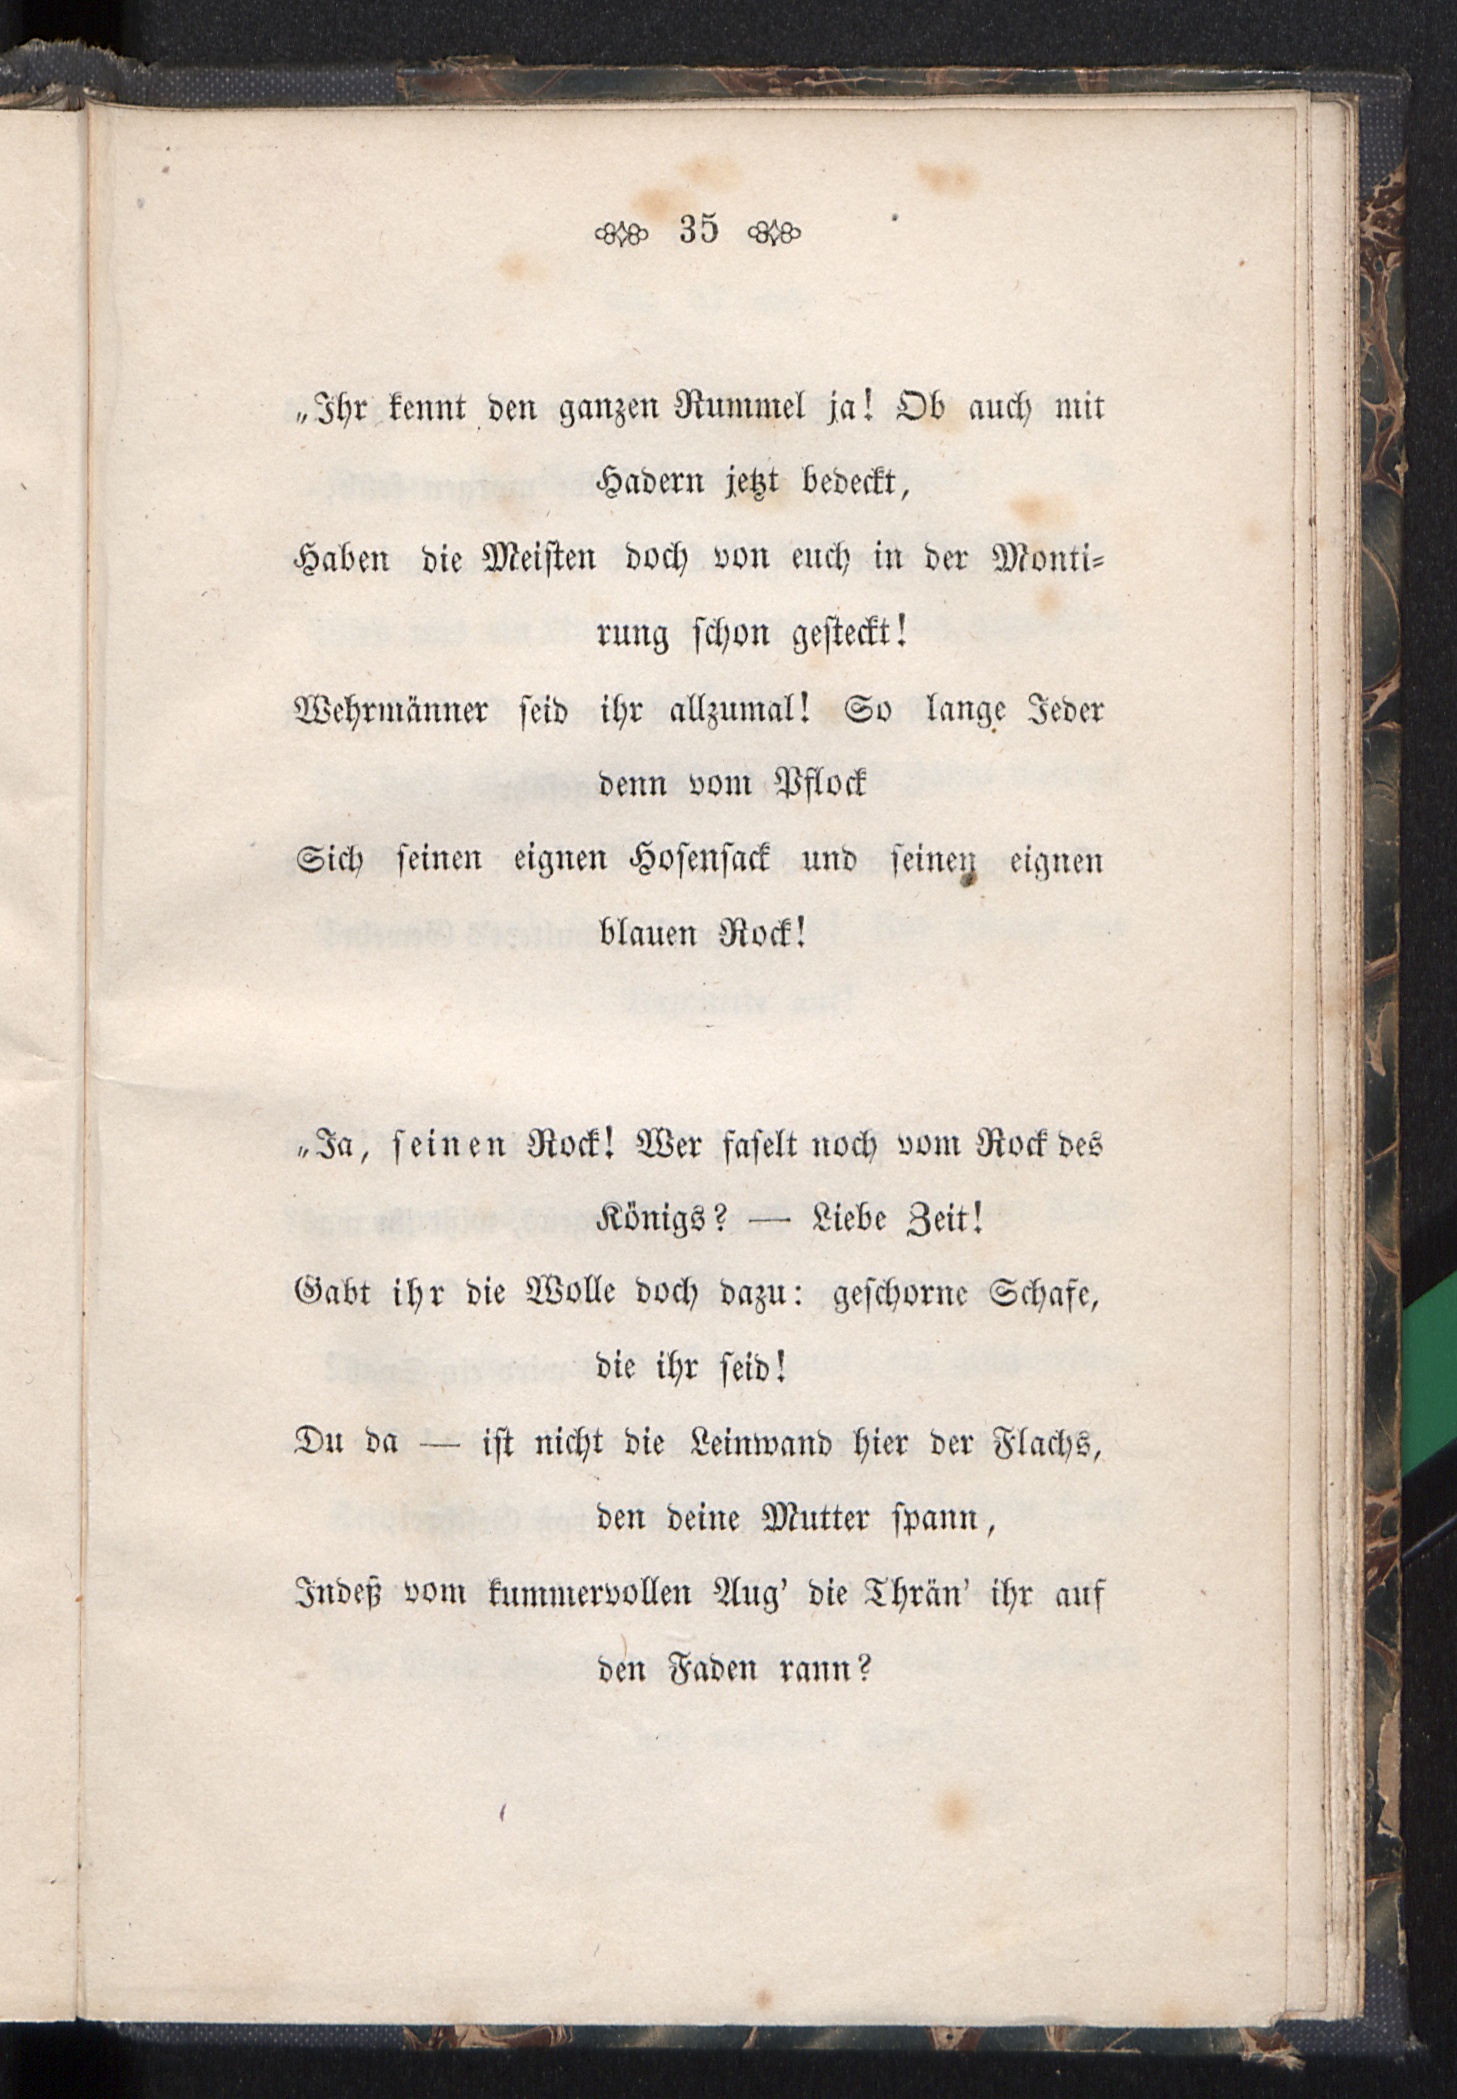 35
„Ihr kennt den ganzen Rummel ja! Ob auch mit
Hadern jetzt bedeckt,
Haben die Meisten doch von euch in der Monti-
rung schon gesteckt!
Wehrmänner seid ihr allzumal! So lange Jeder
denn vom Pflock
Sich seinen eignen Hosensack und seinen eignen
blauen Rock!
„Ja, seinen Rock! Wer faselt noch vom Rock des
Königs? — Liebe Zeit!
Gabt ihr die Wolle doch dazu: geschorne Schafe,
die ihr seid!
Du da — ist nicht die Leinwand hier der Flachs,
den deine Mutter spann,
Indeß vom kummervollen Aug' die Thrän' ihr auf
den Faden rann?